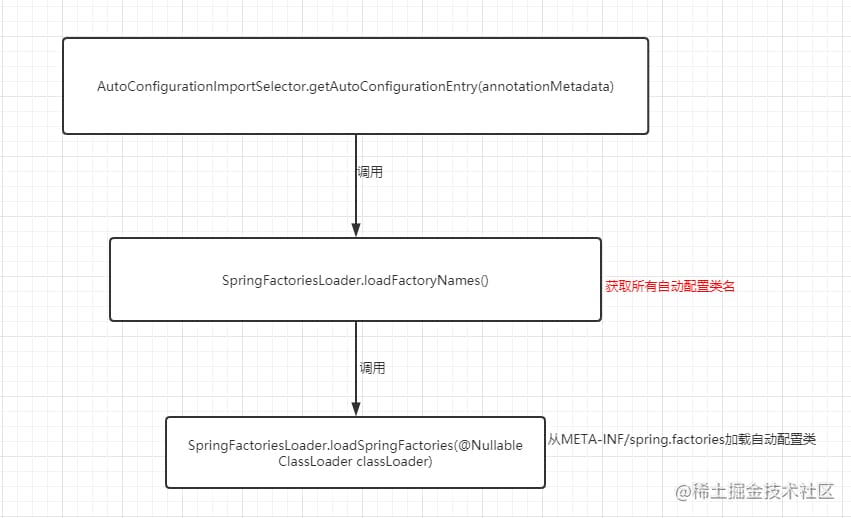 AutoConfigurationImportSelector.getAutoConfigurationEntry(annotationMetadata)
调用
SpringFactoriesLoader.loadFactoryNames()
获取所有自动配置类名
调用
SpringFactoriesLoader.loadSpringFactories(@Nullable
ClassLoader classLoader)
从META-INF/spring.factories加载自动配置类
@稀土掘金技术社区